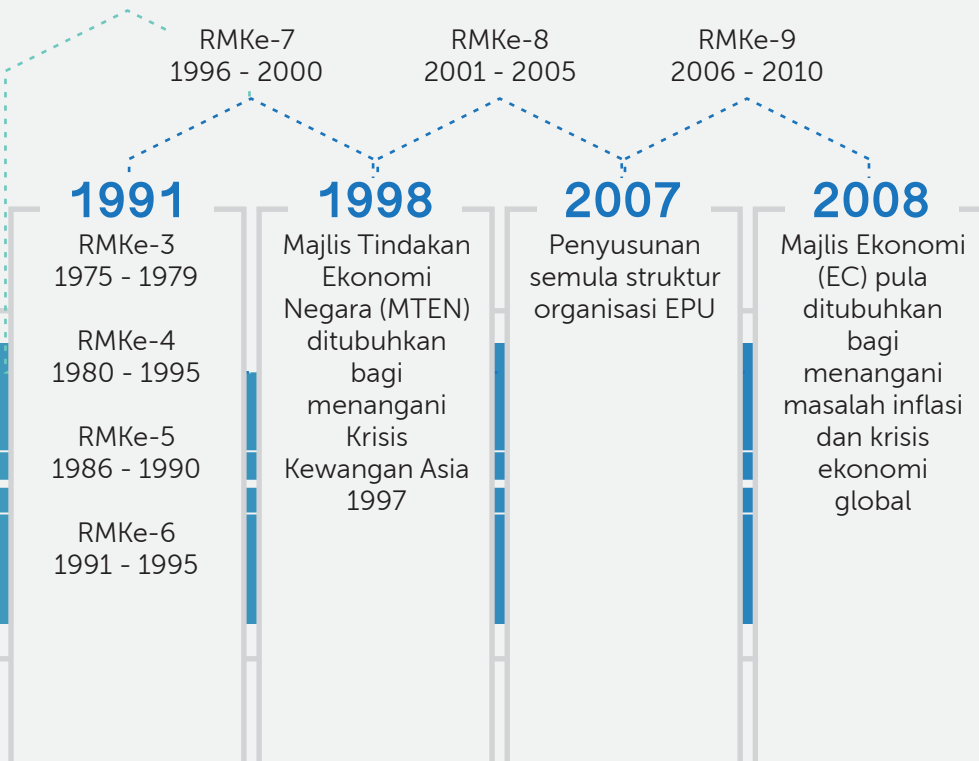 RMKe-7
1996 - 2000
RMKe-8
2001 - 2005
RMKe-9
2006 - 2010
1991
RMKe-3
1975 - 1979
RMKe-4
1980 - 1995
RMKe-5
1986 - 1990
RMKe-6
1991 - 1995
1998
Majlis Tindakan
Ekonomi
Negara (MTEN)
ditubuhkan
bagi
menangani
Krisis
Kewangan Asia
1997
2007
Penyusunan
semula struktur
organisasi EPU
2008
Majlis Ekonomi
(EC) pula
ditubuhkan
bagi
menangani
masalah inflasi
dan krisis
ekonomi
global